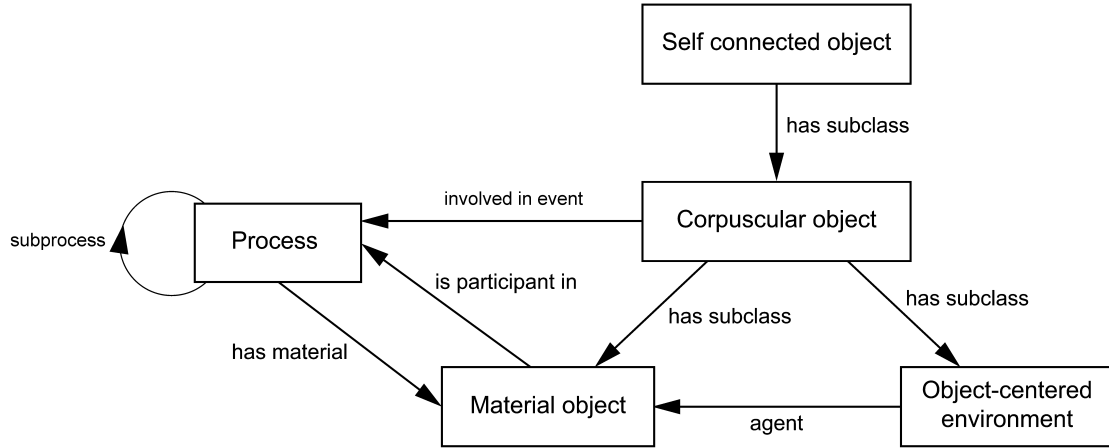 Self connected object
has subclass
involved in event
Corpuscular object
subprocess
Process
is participant in
has subclass
has subclass
has material
Material object
agent
Object-centered
environment